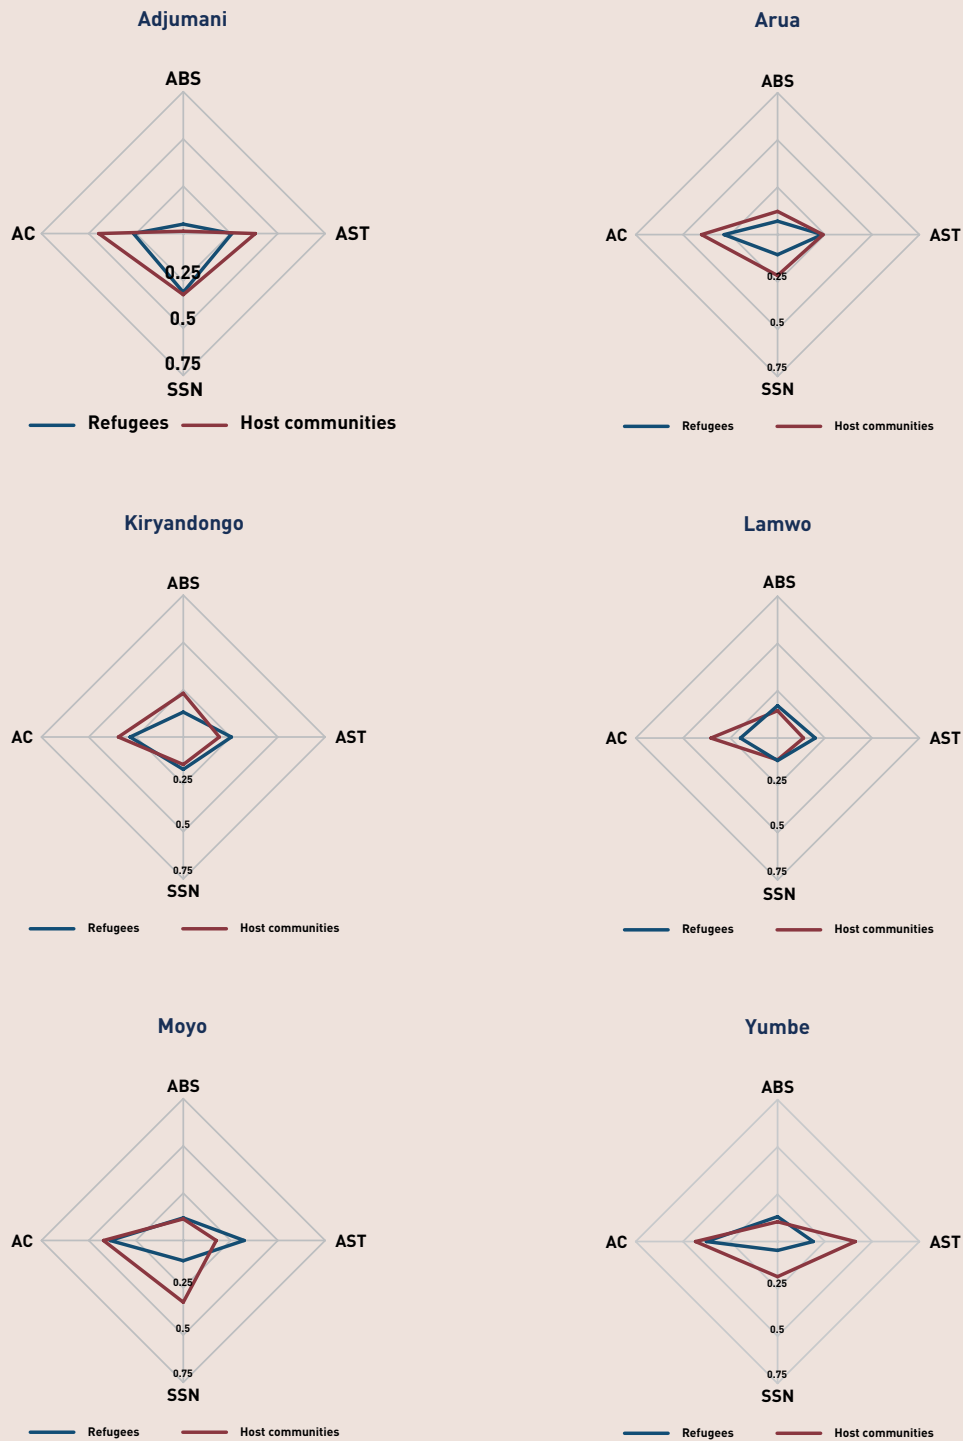 Adjumani
ABS
AC
AST
0.25
0.5
0.75
SSN
Refugees Host communities
Arua
ABS
AC
AST
0.25
0.5
0.75
SSN
Refugees Host communities
Kiryandongo
ABS
AC
AST
0.25
0.5
0.75
SSN
Refugees Host communities
Lamwo
ABS
AC
AST
0.25
0.5
0.75
SSN
Refugees Host communities
Moyo
ABS
AC
AST
0.25
0.5
0.75
SSN
Refugees Host communities
Yumbe
ABS
AC
AST
0.25
0.5
0.75
SSN
Refugees Host communities